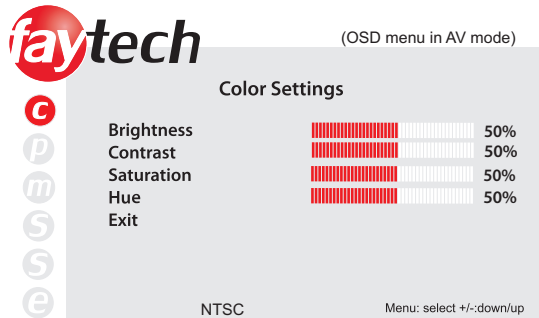 faytech
(OSD menu in AV mode)
Color Settings
c
p
m
s
s
e
Brightness 50%
Contrast 50%
Saturation 50%
Hue 50%
Exit
NTSC
Menu: select +/-:down/up